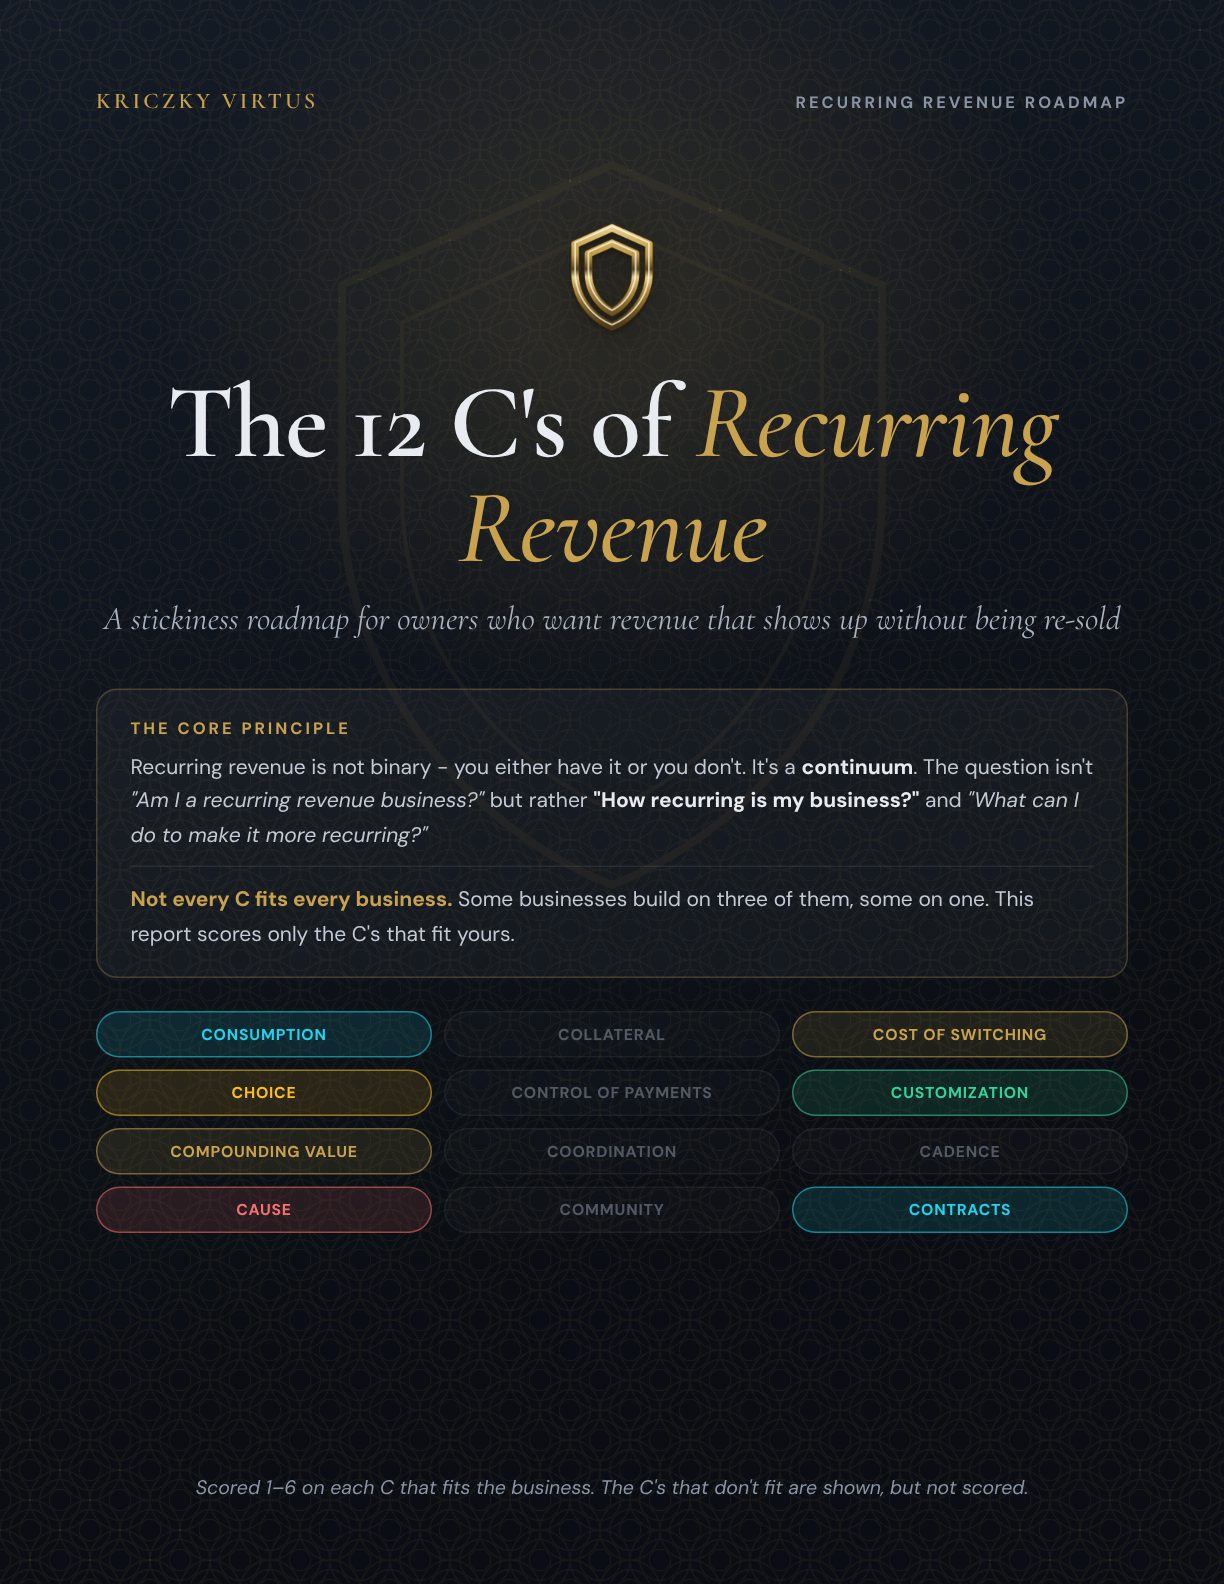 KRICZKY VIRTUS
RECURRING REVENUE ROADMAP
The 12 C's of Recurring
Revenue
A stickiness roadmap for owners who want revenue that shows up without being re-sold
THE CORE PRINCIPLE
Recurring revenue is not binary - you either have it or you don't. It's a continuum. The question isn't
"Am I a recurring revenue business?" but rather "How recurring is my business?" and "What can I
do to make it more recurring?"
Not every C fits every business. Some businesses build on three of them, some on one. This
report scores only the C's that fit yours.
CONSUMPTION
COLLATERAL
COST OF SWITCHING
CHOICE
CONTROL OF PAYMENTS
CUSTOMIZATION
COMPOUNDING VALUE
COORDINATION
CADENCE
CAUSE
COMMUNITY
CONTRACTS
Scored 1–6 on each C that fits the business. The C's that don't fit are shown, but not scored.